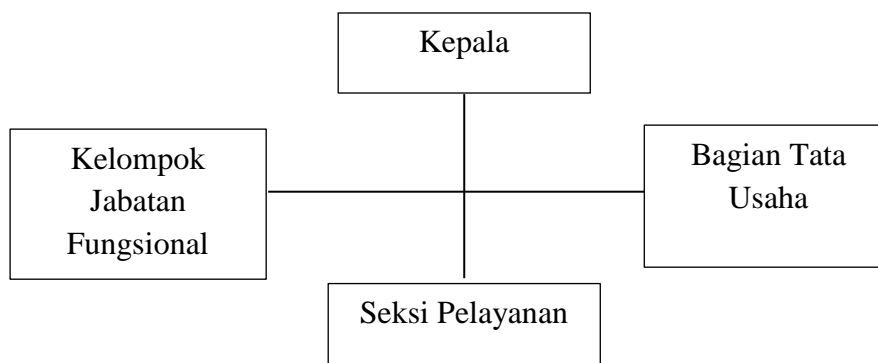 Kepala
Kelompok
Jabatan
Fungsional
Bagian Tata
Usaha
Seksi Pelayanan